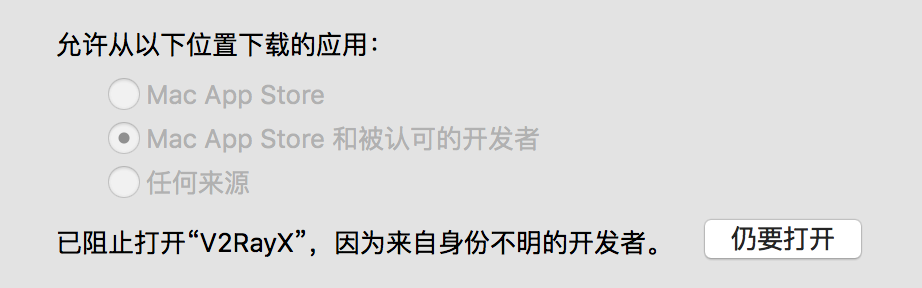 允许从以下位置下载的应用：
Mac App Store
Mac App Store 和被认可的开发者
任何来源
已阻止打开“V2RayX”，因为来自身份不明的开发者。 仍要打开